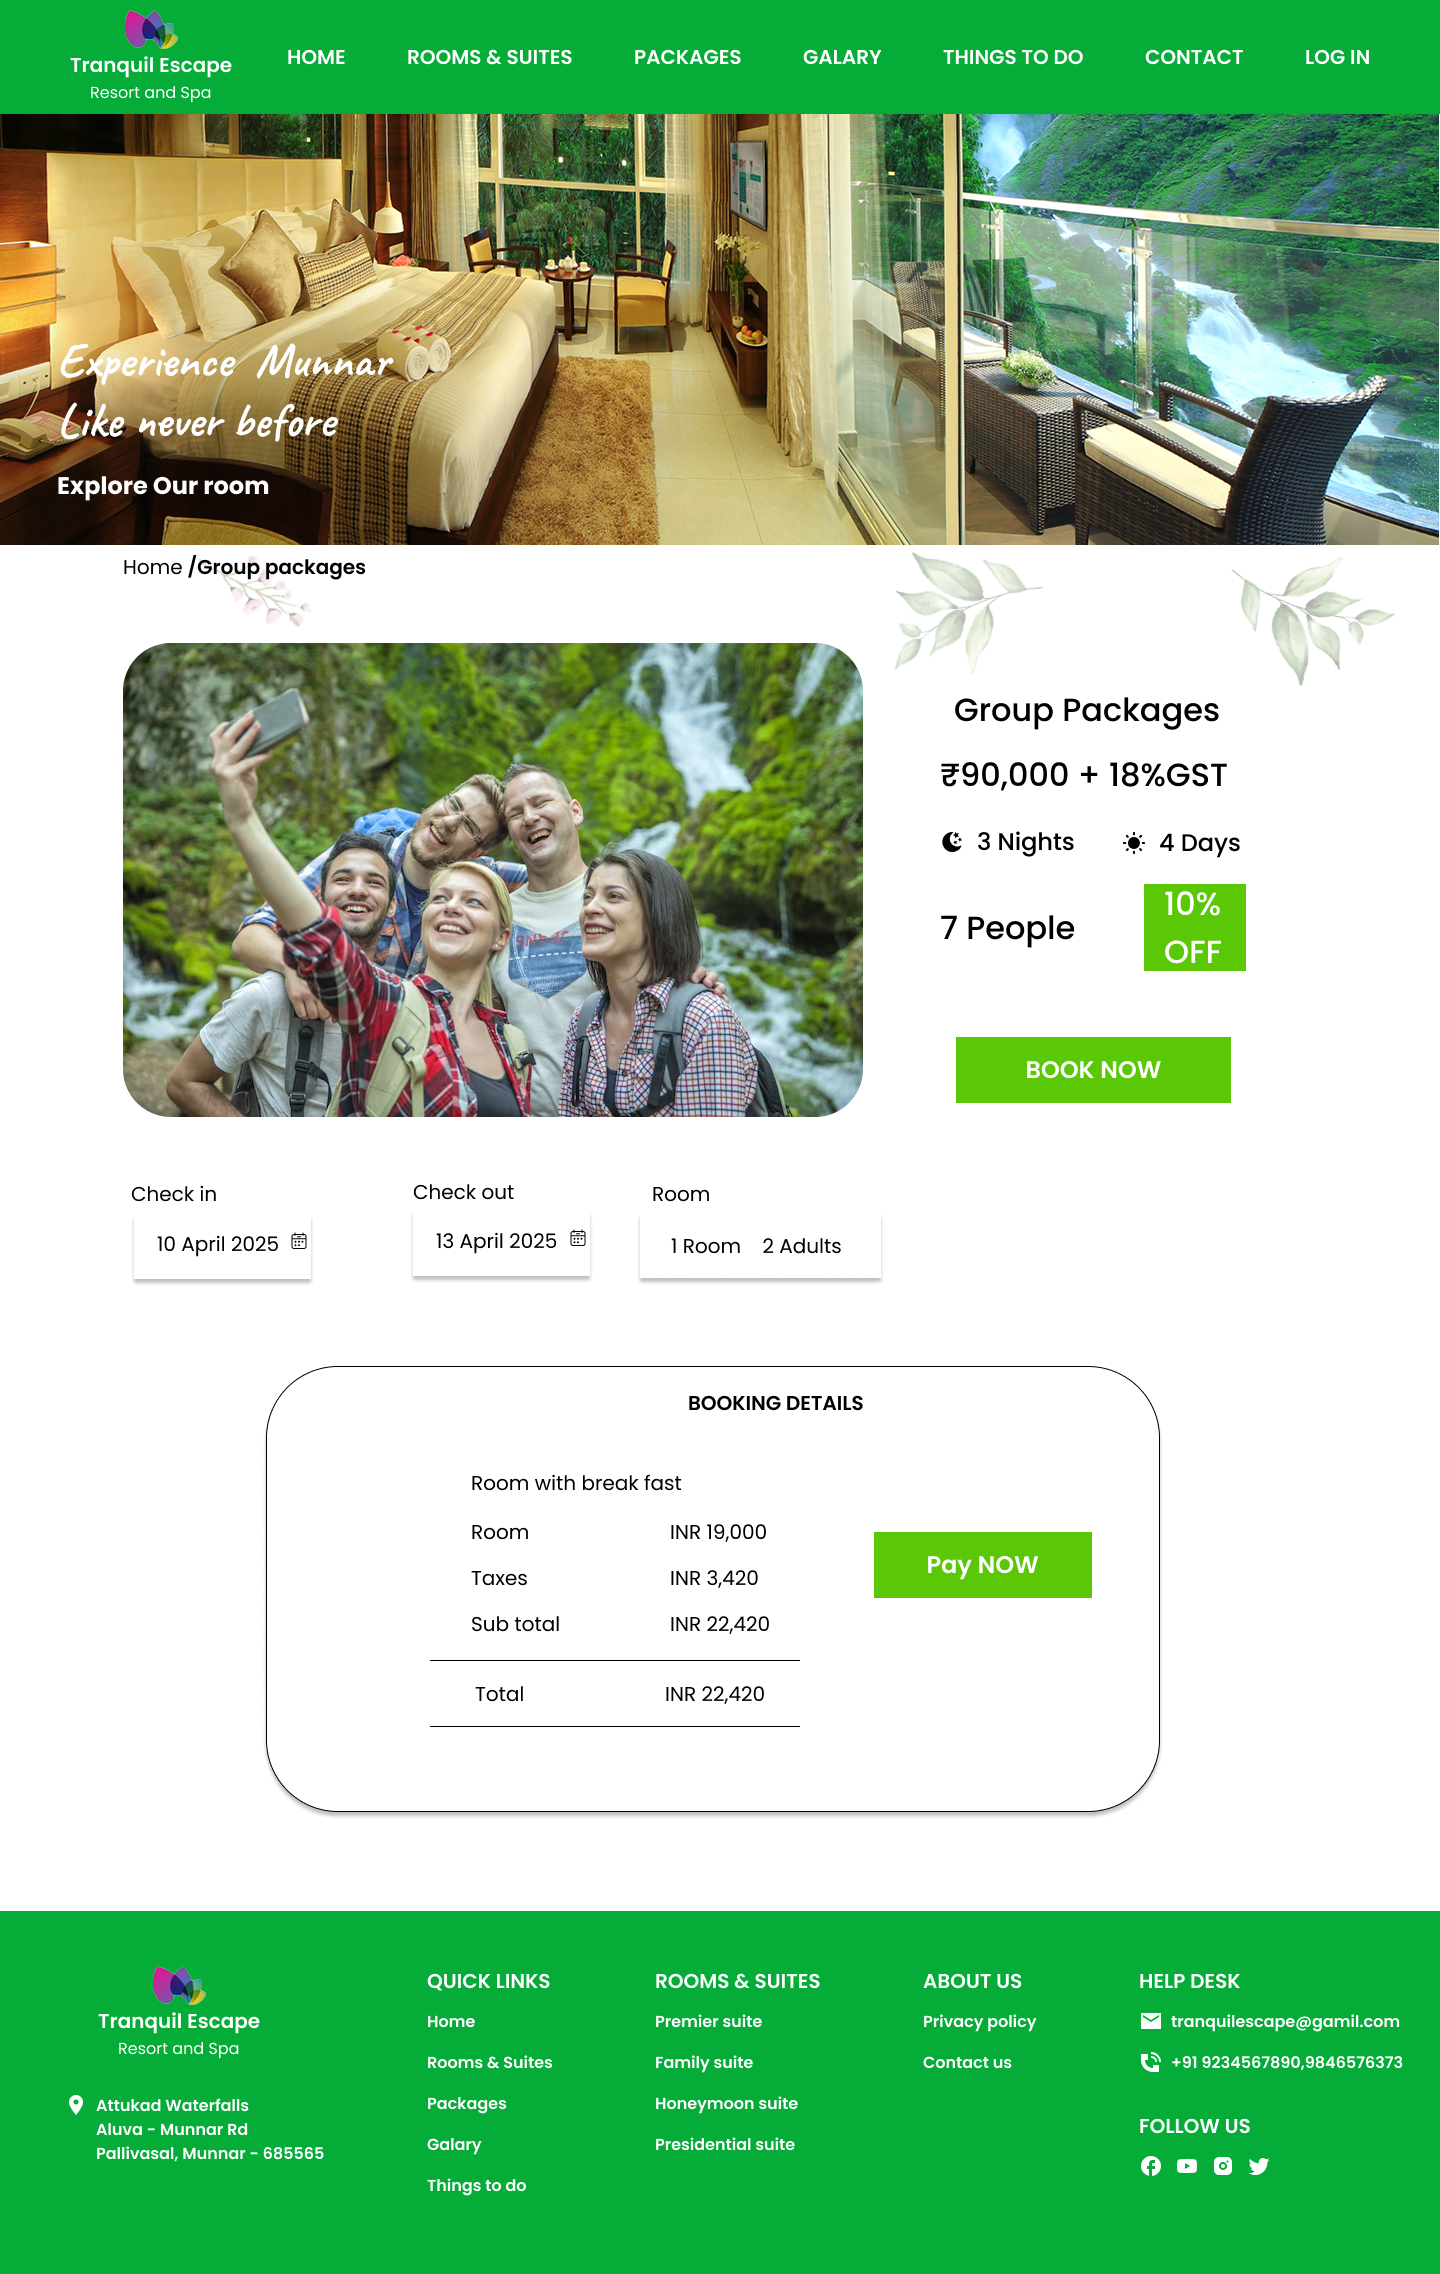 Tranquil Escape
Resort and Spa
HOME
ROOMS & SUITES
PACKAGES
GALARY
THINGS TO DO
CONTACT
LOG IN
Experience Munnar
Like never before
Explore Our room
Home /Group packages
Group Packages
₹90,000 + 18%GST
3 Nights
4 Days
7 People
10%
OFF
BOOK NOW
Check in
10 April 2025
Check out
13 April 2025
Room
1 Room 2 Adults
BOOKING DETAILS
Room with break fast
Room INR 19,000
Taxes INR 3,420
Sub total INR 22,420
Total INR 22,420
Pay NOW
Tranquil Escape
Resort and Spa
Attukad Waterfalls
Aluva - Munnar Rd
Pallivasal, Munnar - 685565
QUICK LINKS
Home
Rooms & Suites
Packages
Galary
Things to do
ROOMS & SUITES
Premier suite
Family suite
Honeymoon suite
Presidential suite
ABOUT US
Privacy policy
Contact us
HELP DESK
tranquilescape@gamil.com
+91 9234567890,9846576373
FOLLOW US